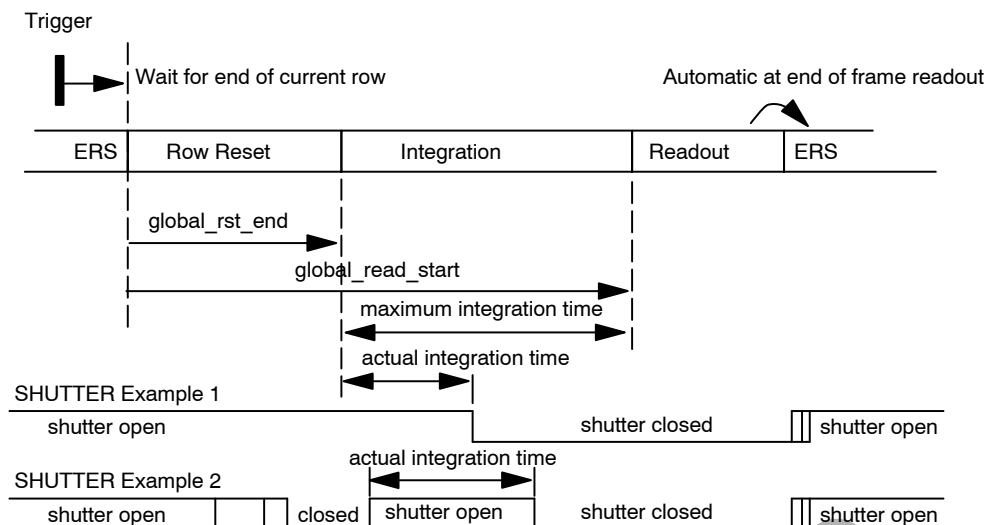 Trigger
Wait for end of current row
Automatic at end of frame readout
ERS
Row Reset
Integration
Readout
ERS
global_rst_end
global_read_start
maximum integration time
actual integration time
SHUTTER Example 1
shutter open
shutter closed
shutter open
actual integration time
SHUTTER Example 2
shutter open
closed
shutter open
shutter closed
shutter open